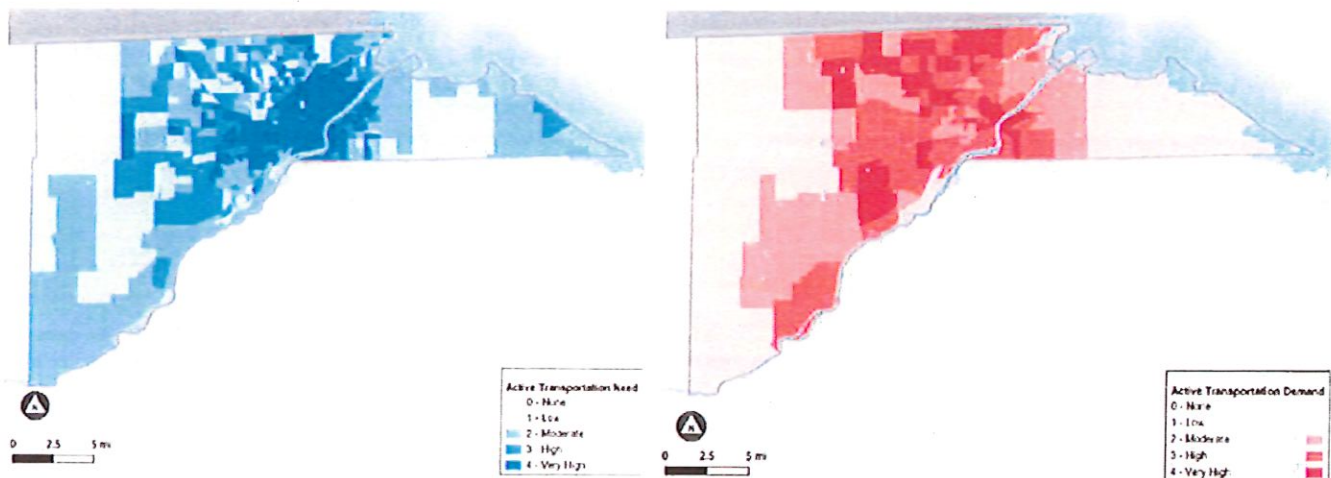 Active Transportation Need
0 - None
1 - Low
2 - Moderate
3 - High
4 - Very High
N
0 2.5 5 mi
Active Transportation Demand
0 - None
1 - Low
2 - Moderate
3 - High
4 - Very High
N
0 2.5 5 mi